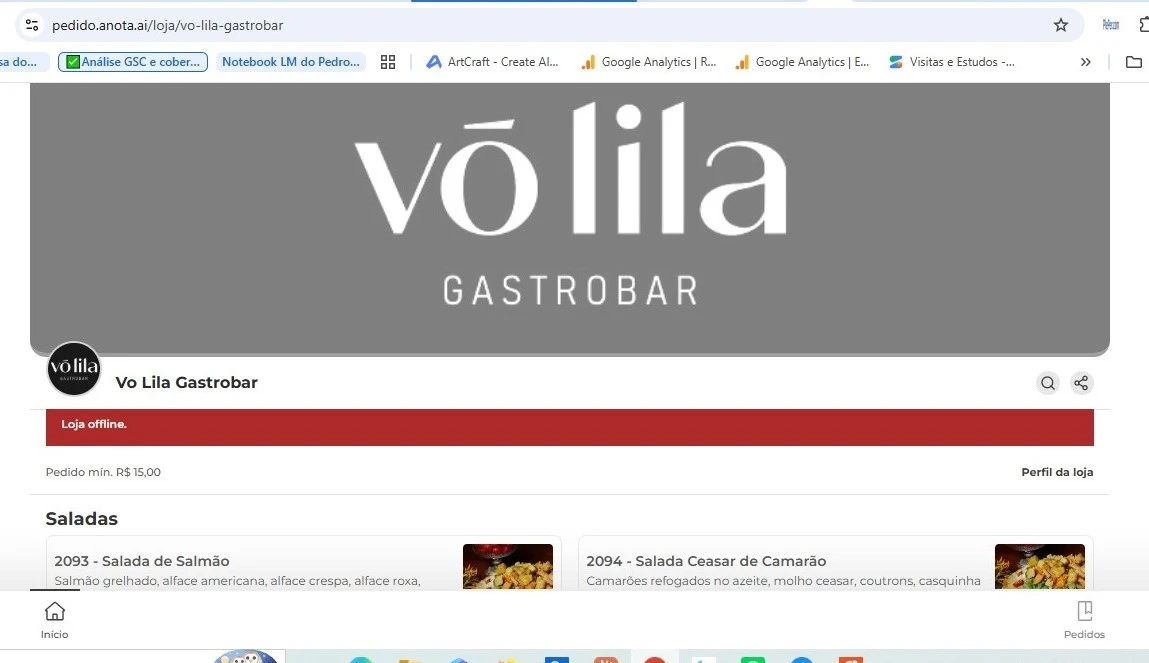 pedido.anota.ai/loja/vo-lila-gastrobar
sa do...
Análise GSC e cober...
Notebook LM do Pedro...
ArtCraft - Create AI...
Google Analytics | R...
Google Analytics | E...
Visitas e Estudos -...
vō lila
GASTROBAR
vō lila
GASTROBAR
Vo Lila Gastrobar
Loja offline.
Pedido mín. R$ 15,00
Perfil da loja
Saladas
2093 - Salada de Salmão
Salmão grelhado, alface americana, alface crespa, alface roxa,
2094 - Salada Ceasar de Camarão
Camarões refogados no azeite, molho ceasar, coutrons, casquinha
Início
Pedidos